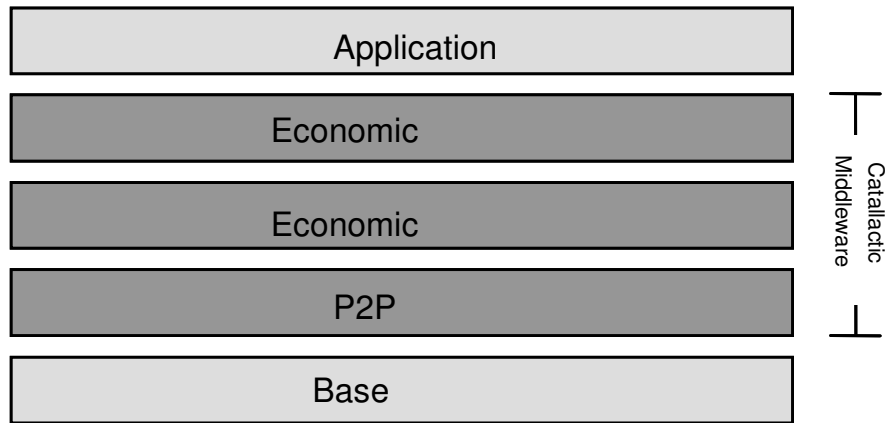 Application
Economic
Economic
P2P
Base
Catallactic
Middleware